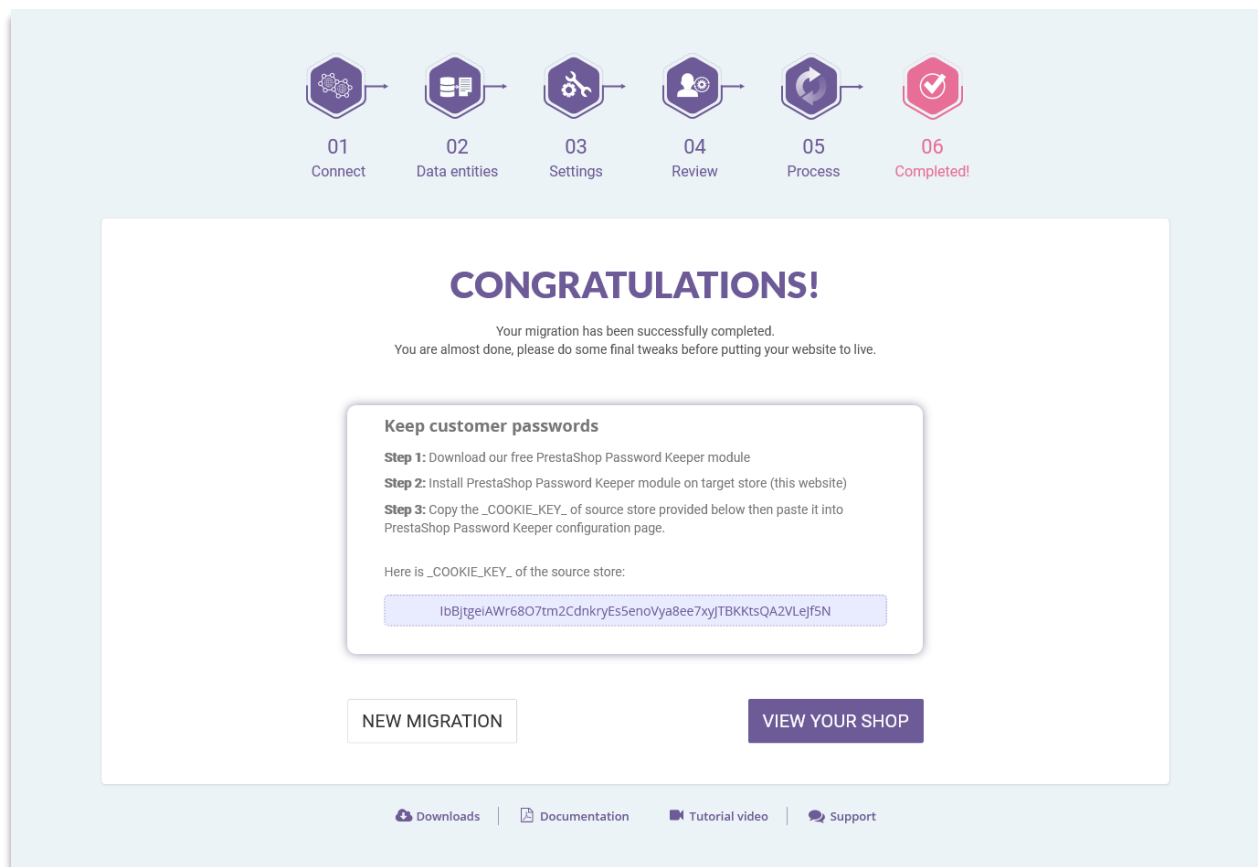 01
02
03
04
05
06
Connect
Data entities
Settings
Review
Process
Completed!
CONGRATULATIONS!
Your migration has been successfully completed.
You are almost done, please do some final tweaks before putting your website to live.
Keep customer passwords
Step 1: Download our free PrestaShop Password Keeper module
Step 2: Install PrestaShop Password Keeper module on target store (this website)
Step 3: Copy the _COOKIE_KEY_ of source store provided below then paste it into
PrestaShop Password Keeper configuration page.
Here is _COOKIE_KEY_ of the source store:
IbBjtgeiAWr68O7tm2CdnkryEs5enoVya8ee7xyJTBKKtsQA2VLeJf5N
NEW MIGRATION
VIEW YOUR SHOP
Downloads
Documentation
Tutorial video
Support